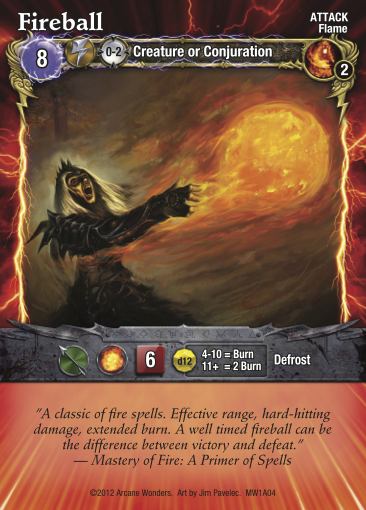 Fireball
ATTACK
Flame
8
0-2
Creature or Conjuration
2
6
d12
4-10 = Burn
11+ = 2 Burn
Defrost
"A classic of fire spells. Effective range, hard-hitting
damage, extended burn. A well timed fireball can be
the difference between victory and defeat."
— Mastery of Fire: A Primer of Spells
©2012 Arcane Wonders. Art by Jim Pavelec. MW1A04